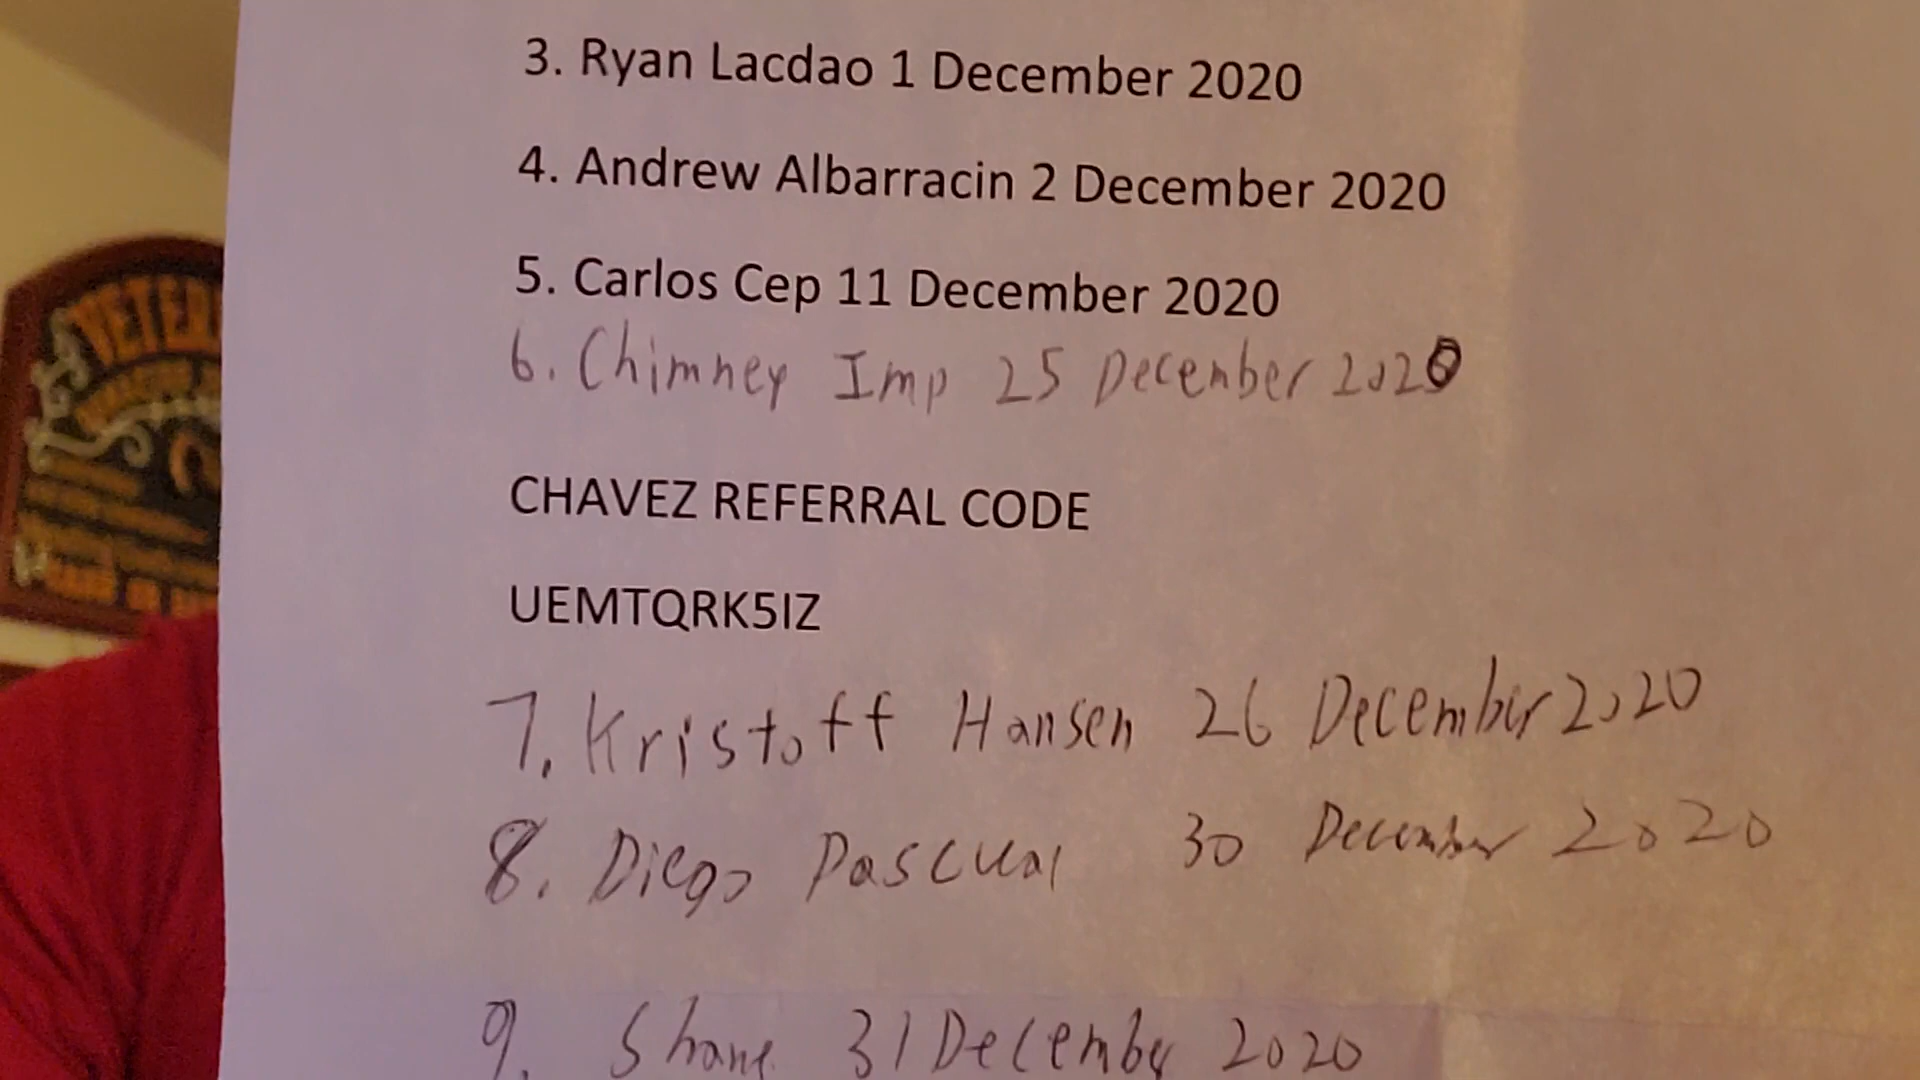 VETER
3. Ryan Lacdao 1 December 2020
4. Andrew Albarracin 2 December 2020
5. Carlos Cep 11 December 2020
6. Chimney Imp 25 December 2020
CHAVEZ REFERRAL CODE
UEMTQRK5IZ
7. Kristoff Hansen 26 December 2020
8. Diego Pascual 30 December 2020
9. Shane 31 December 2020